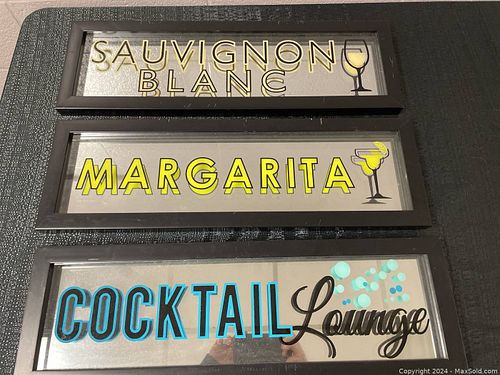 SAUVIGNON
BLANC
MARGARITA
COCKTAIL Lounge
Copyright 2024 - MaxSold.com